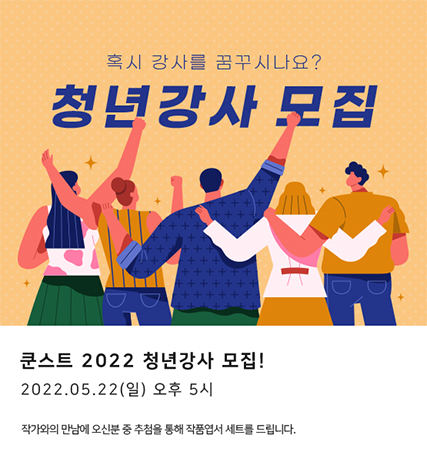 혹시 강사를 꿈꾸시나요?
청년강사 모집
쿤스트 2022 청년강사 모집!
2022.05.22(일) 오후 5시
작가와의 만남에 오신분 중 추첨을 통해 작품엽서 세트를 드립니다.